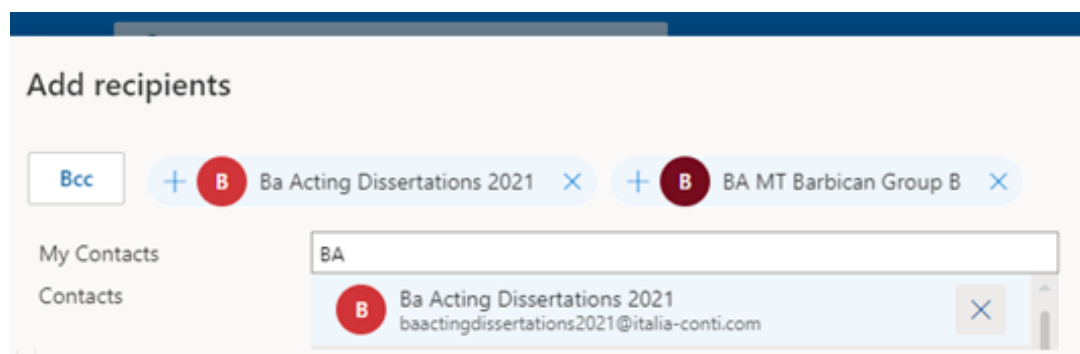 Add recipients
Bcc
B Ba Acting Dissertations 2021
B BA MT Barbican Group B
My Contacts
BA
Contacts
B
Ba Acting Dissertations 2021
baactingdissertations2021@italia-conti.com